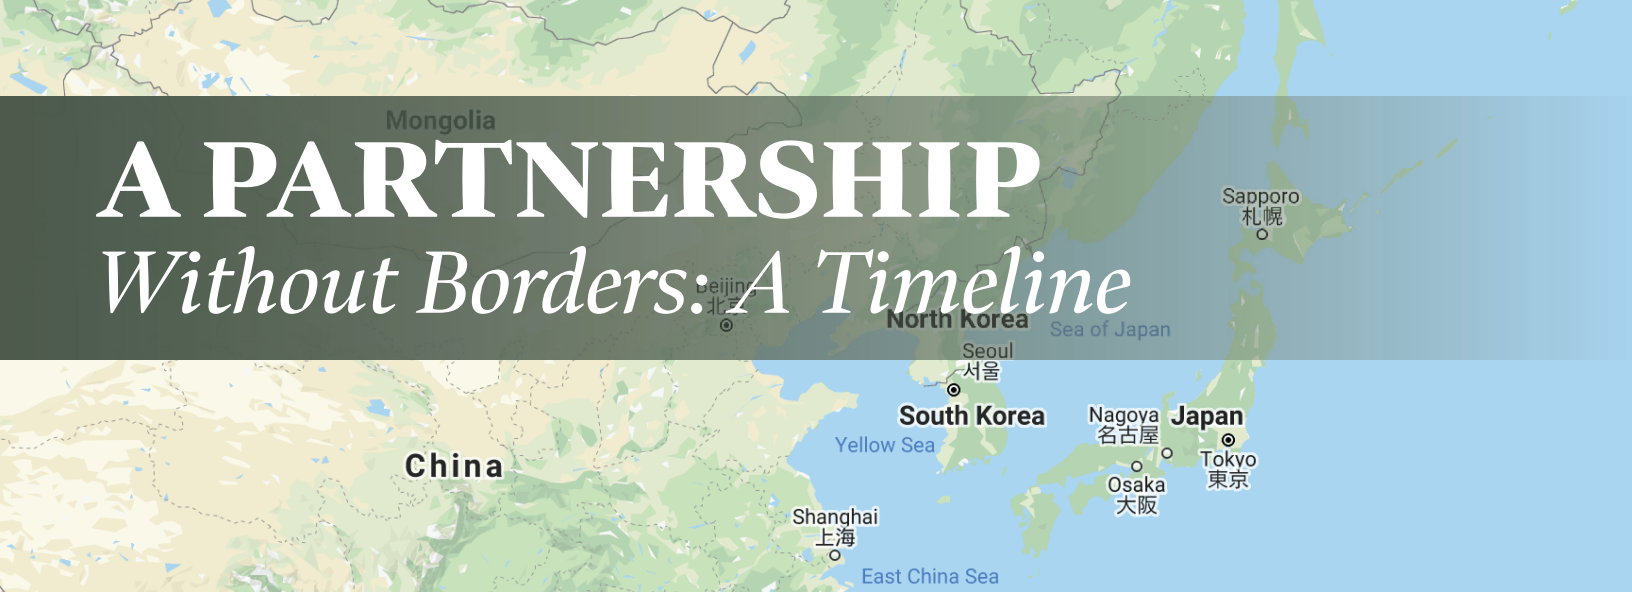 Mongolia
A PARTNERSHIP
Without Borders: A Timeline
Sapporo
札幌
Beijing
北京
North Korea
Sea of Japan
Seoul
서울
South Korea
Nagoya
名古屋
Japan
Yellow Sea
China
Tokyo
東京
Osaka
大阪
Shanghai
上海
East China Sea